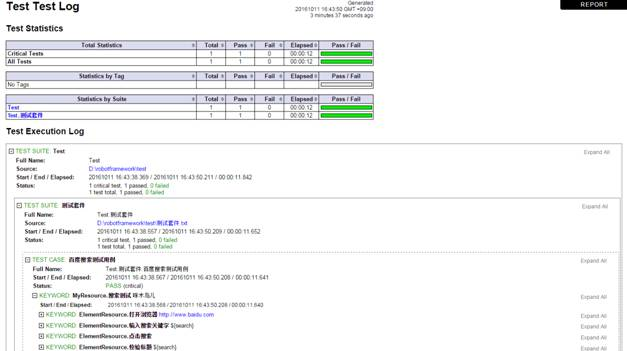 Test Test Log
Generated
20161011 16:43:50 GMT +09:00
3 minutes 37 seconds ago
REPORT
Test Statistics
Total Statistics Total Pass Fail Elapsed Pass / Fail
Critical Tests 1 1 0 00:00:12
All Tests 1 1 0 00:00:12
Statistics by Tag Total Pass Fail Elapsed Pass / Fail
No Tags
Statistics by Suite Total Pass Fail Elapsed Pass / Fail
Test 1 1 0 00:00:12
Test.测试套件 1 1 0 00:00:12
Test Execution Log
TEST SUITE: Test Expand All
Full Name: Test
Source: D:\robotframework\test
Start / End / Elapsed: 20161011 16:43:38.369 / 20161011 16:43:50.211 / 00:00:11.842
Status: 1 critical test, 1 passed, 0 failed
1 test total, 1 passed, 0 failed
TEST SUITE: 测试套件 Expand All
Full Name: Test.测试套件
Source: D:\robotframework\test\测试套件.txt
Start / End / Elapsed: 20161011 16:43:38.557 / 20161011 16:43:50.209 / 00:00:11.652
Status: 1 critical test, 1 passed, 0 failed
1 test total, 1 passed, 0 failed
TEST CASE: 百度搜索测试用例 Expand All
Full Name: Test.测试套件.百度搜索测试用例
Start / End / Elapsed: 20161011 16:43:38.567 / 20161011 16:43:50.208 / 00:00:11.641
Status: PASS (critical)
KEYWORD: MyResource.搜索测试 啄木鸟儿 Expand All
Start / End / Elapsed: 20161011 16:43:38.568 / 20161011 16:43:50.208 / 00:00:11.640
KEYWORD: ElementResource.打开浏览器 http://www.baidu.com Expand All
KEYWORD: ElementResource.输入搜索关键字 ${search} Expand All
KEYWORD: ElementResource.点击搜索 Expand All
KEYWORD: ElementResource.校验标题 ${search} Expand All